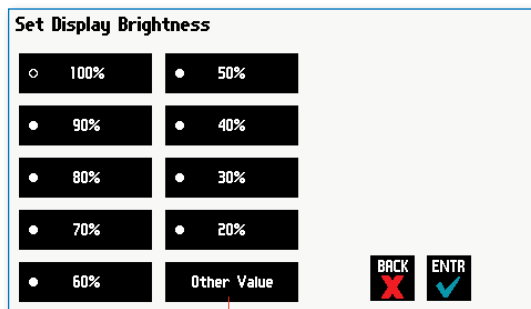 Set Display Brightness
100%
50%
90%
40%
80%
30%
70%
20%
60%
Other Value
BACK
ENTR